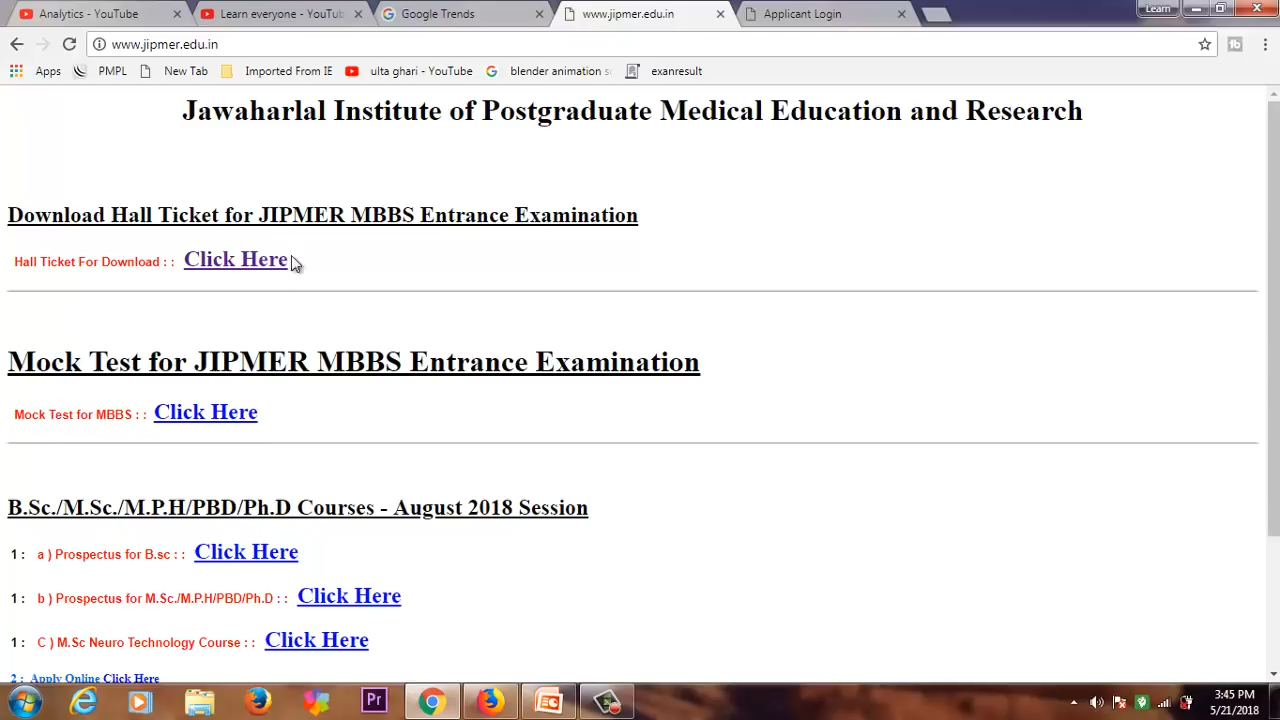 Analytics - YouTube
Learn everyone - YouTub
Google Trends
www.jipmer.edu.in
Applicant Login
Learn
www.jipmer.edu.in
Apps
PMPL
New Tab
Imported From IE
ulta ghari - YouTube
blender animation s
exanresult
Jawaharlal Institute of Postgraduate Medical Education and Research
Download Hall Ticket for JIPMER MBBS Entrance Examination
Hall Ticket For Download : : Click Here
Mock Test for JIPMER MBBS Entrance Examination
Mock Test for MBBS : : Click Here
B.Sc./M.Sc./M.P.H/PBD/Ph.D Courses - August 2018 Session
1 : a ) Prospectus for B.sc : : Click Here
1 : b ) Prospectus for M.Sc./M.P.H/PBD/Ph.D : : Click Here
1 : C ) M.Sc Neuro Technology Course : : Click Here
2 : Apply Online Click Here
Pr
3:45 PM
5/21/2018